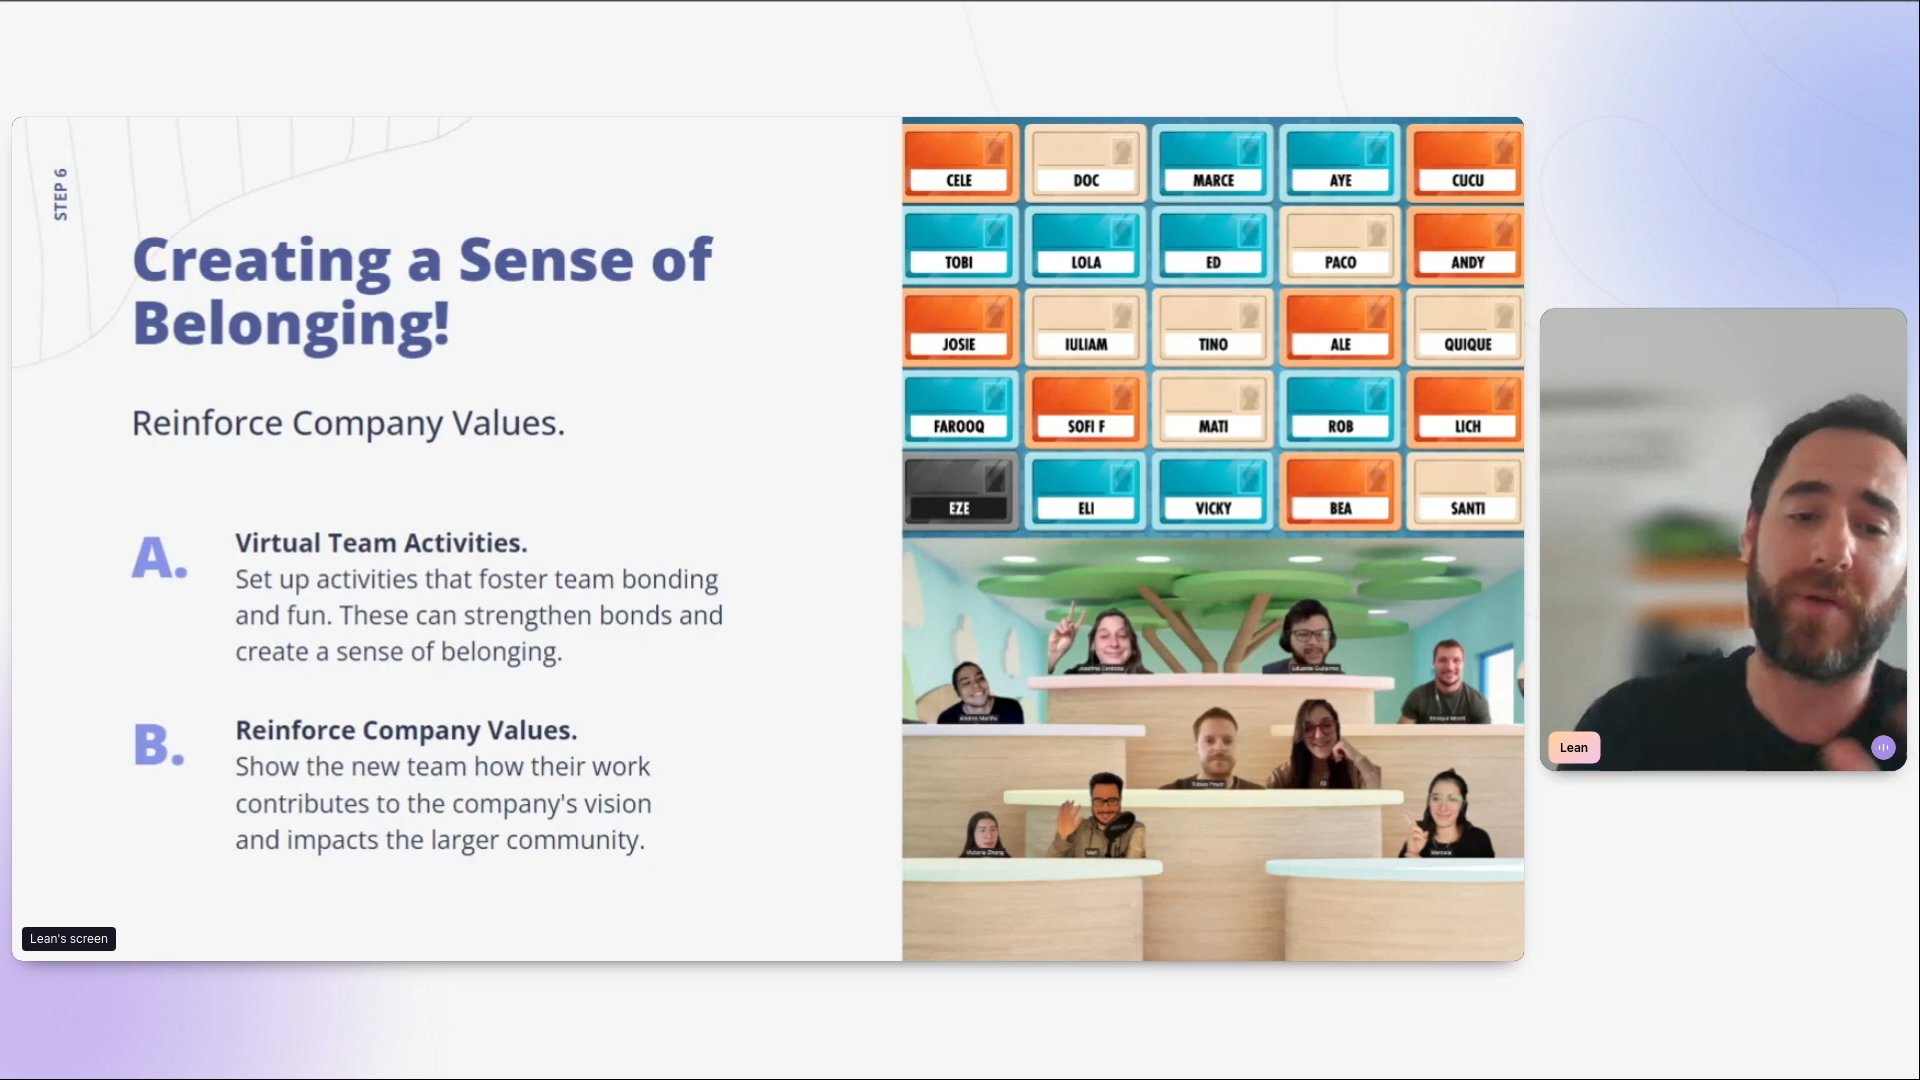 STEP 6
Creating a Sense of
Belonging!
Reinforce Company Values.
A.
Virtual Team Activities.
Set up activities that foster team bonding
and fun. These can strengthen bonds and
create a sense of belonging.
B.
Reinforce Company Values.
Show the new team how their work
contributes to the company's vision
and impacts the larger community.
Lean's screen
CELE
DOC
MARCE
AYE
CUCU
TOBI
LOLA
ED
PACO
ANDY
JOSIE
IULIAM
TINO
ALE
QUIQUE
FAROOQ
SOFI F
MATI
ROB
LICH
EZE
ELI
VICKY
BEA
SANTI
Victoria Zhang
Lean